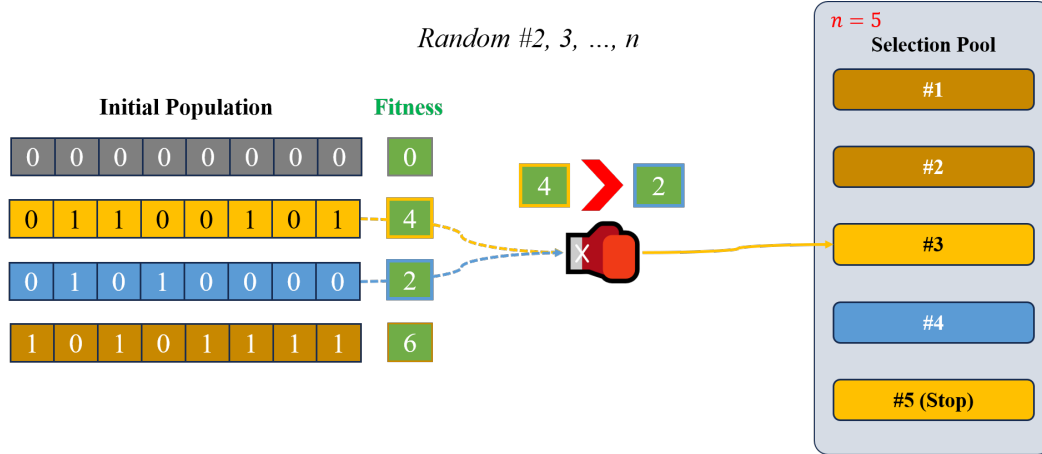 Random #2, 3, ..., n
n = 5
Selection Pool
#1
#2
#3
#4
#5 (Stop)
Initial Population
Fitness
0 0 0 0 0 0 0 0 0
0 1 1 0 0 1 0 1 4
0 1 0 1 0 0 0 0 2
1 0 1 0 1 1 1 1 6
4 2
X